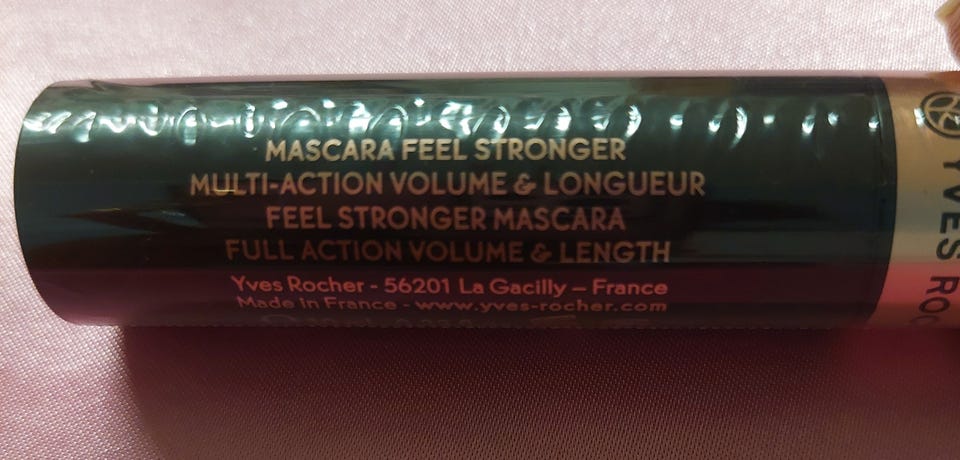 MASCARA FEEL STRONGER
MULTI-ACTION VOLUME & LONGUEUR
FEEL STRONGER MASCARA
FULL ACTION VOLUME & LENGTH
Yves Rocher - 56201 La Gacilly – France
Made in France - www.yves-rocher.com
YVES